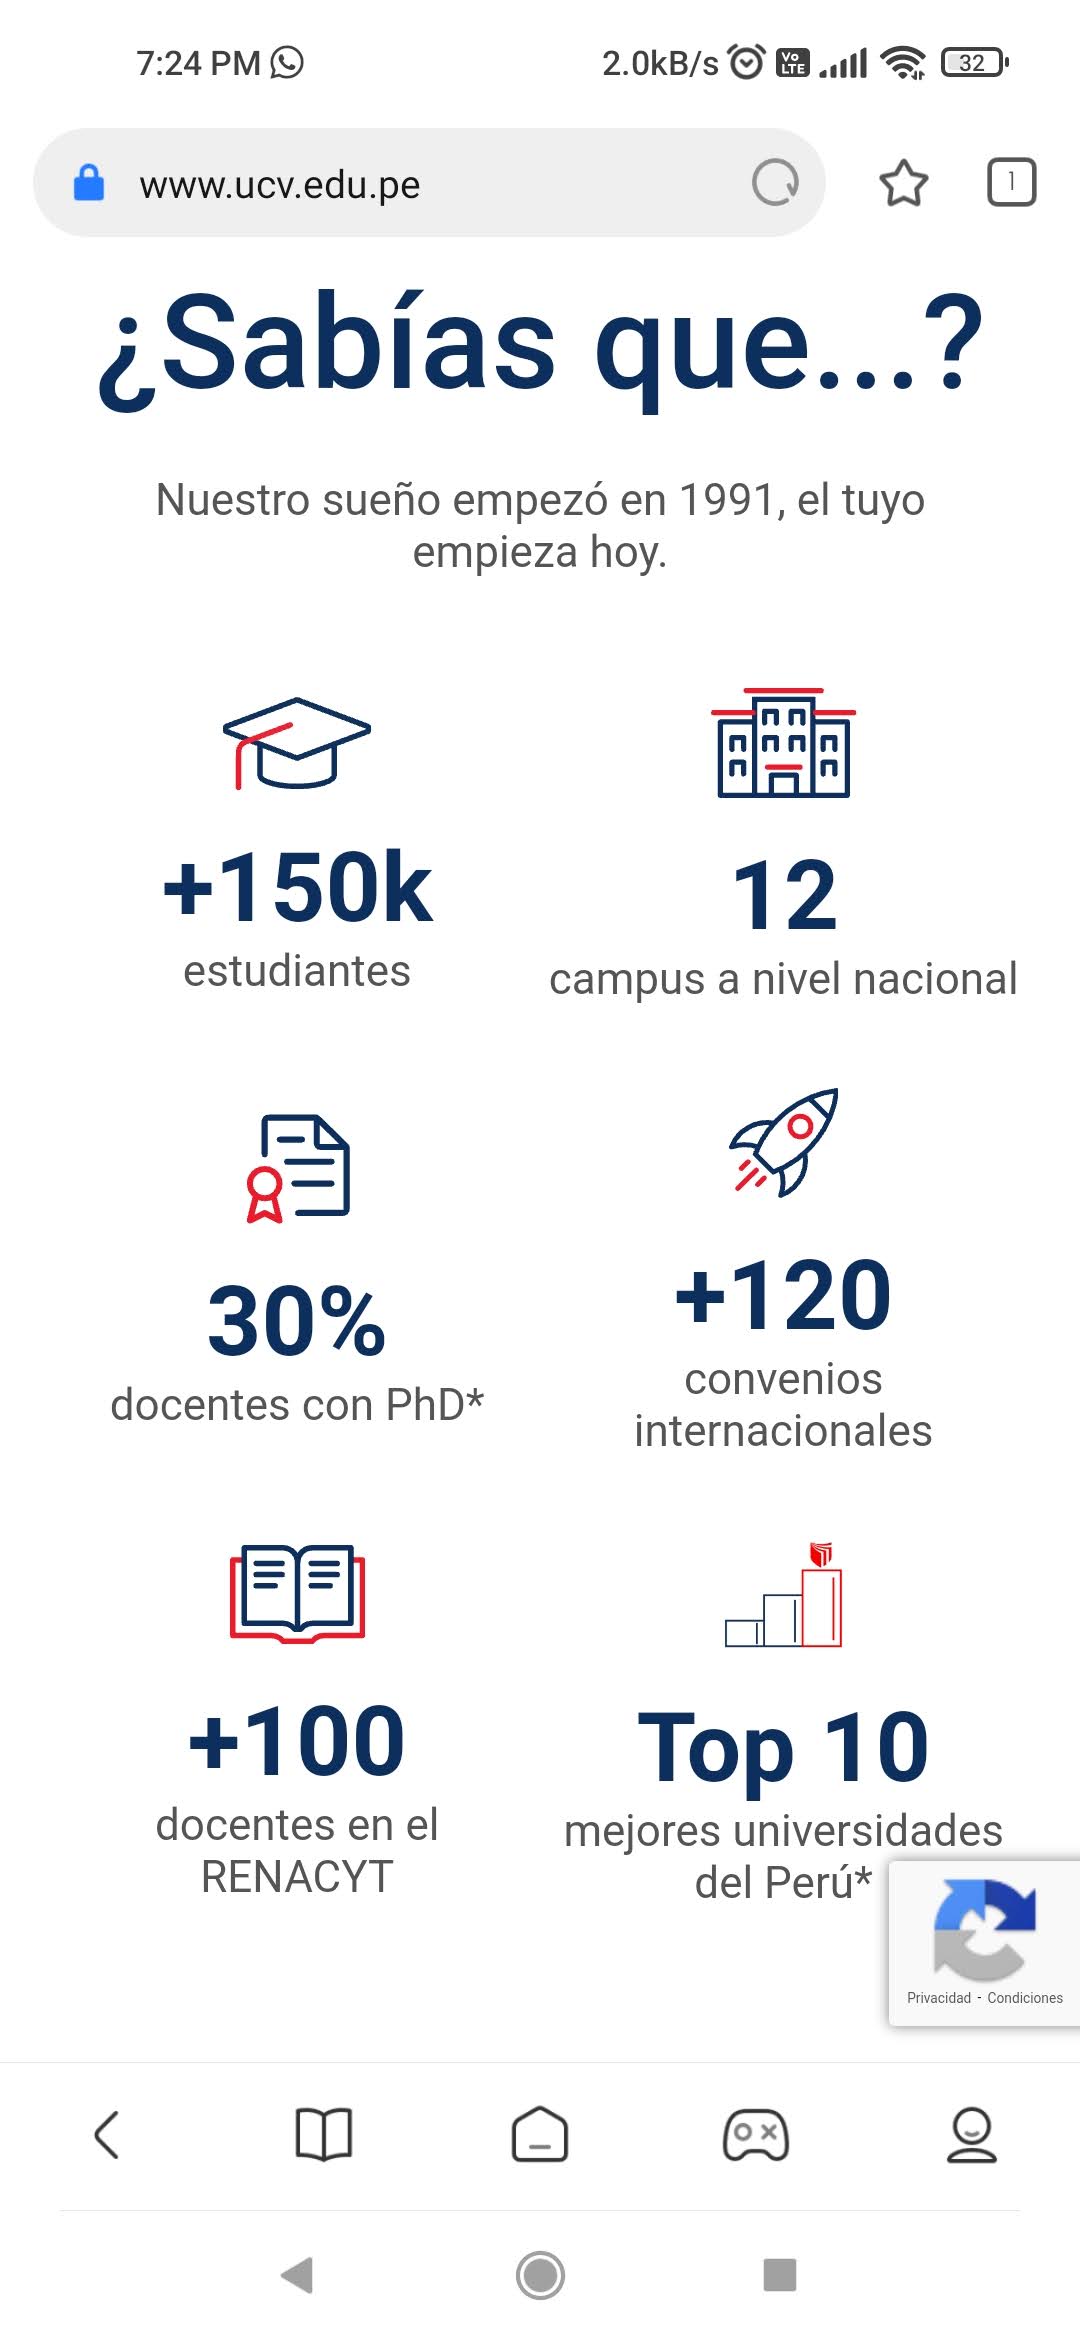 7:24 PM
2.0kB/s
Vo LTE
32
www.ucv.edu.pe
1
¿Sabías que...?
Nuestro sueño empezó en 1991, el tuyo
empieza hoy.
+150k
estudiantes
12
campus a nivel nacional
30%
docentes con PhD*
+120
convenios
internacionales
+100
docentes en el
RENACYT
Top 10
mejores universidades
del Perú*
Privacidad - Condiciones